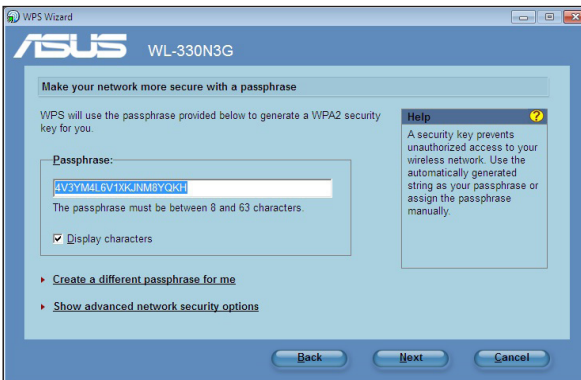 WPS Wizard
ASUS WL-330N3G
Make your network more secure with a passphrase
WPS will use the passphrase provided below to generate a WPA2 security
key for you.
Passphrase:
4V3YM4L6V1XKJNM8YQKH
The passphrase must be between 8 and 63 characters.
Display characters
Create a different passphrase for me
Show advanced network security options
Help
A security key prevents
unauthorized access to your
wireless network. Use the
automatically generated
string as your passphrase or
assign the passphrase
manually.
Back Next Cancel